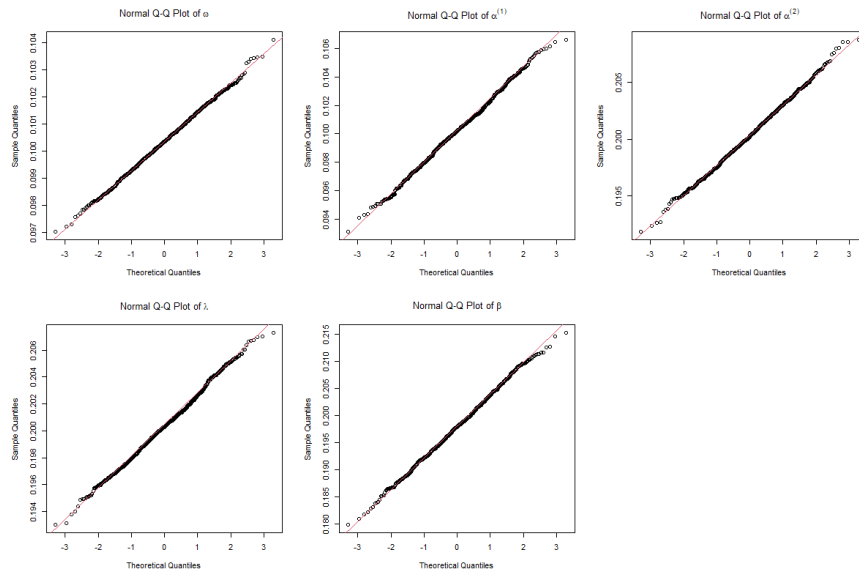 Normal Q-Q Plot of ω
Sample Quantiles
0.097 0.098 0.099 0.100 0.101 0.102 0.103 0.104
-3 -2 -1 0 1 2 3
Theoretical Quantiles
Normal Q-Q Plot of α(1)
Sample Quantiles
0.094 0.096 0.098 0.100 0.102 0.104 0.106
-3 -2 -1 0 1 2 3
Theoretical Quantiles
Normal Q-Q Plot of α(2)
Sample Quantiles
0.195 0.200 0.205
-3 -2 -1 0 1 2 3
Theoretical Quantiles
Normal Q-Q Plot of λ
Sample Quantiles
0.194 0.196 0.198 0.200 0.202 0.204 0.206
-3 -2 -1 0 1 2 3
Theoretical Quantiles
Normal Q-Q Plot of β
Sample Quantiles
0.180 0.185 0.190 0.195 0.200 0.205 0.210 0.215
-3 -2 -1 0 1 2 3
Theoretical Quantiles